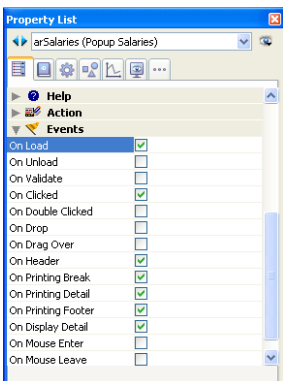 Property List
arSalaries (Popup Salaries)
Help
Action
Events
On Load
On Unload
On Validate
On Clicked
On Double Clicked
On Drop
On Drag Over
On Header
On Printing Break
On Printing Detail
On Printing Footer
On Display Detail
On Mouse Enter
On Mouse Leave